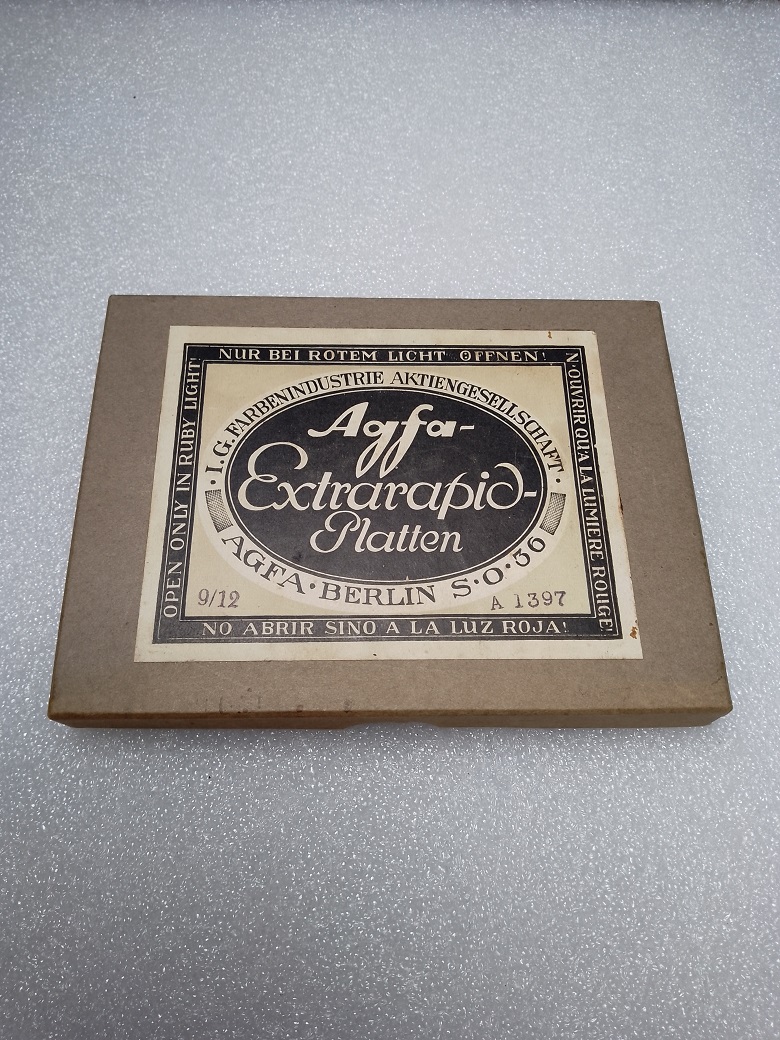 NUR BEI ROTEM LICHT ÖFFNEN!
OPEN ONLY IN RUBY LIGHT!
N'OUVRIR QU'A LA LUMIERE ROUGE!
· I.G. FARBENINDUSTRIE AKTIENGESELLSCHAFT ·
Agfa-
Extrarapid-
Platten
AGFA · BERLIN S·O·36
9/12
A 1397
NO ABRIR SINO A LA LUZ ROJA!